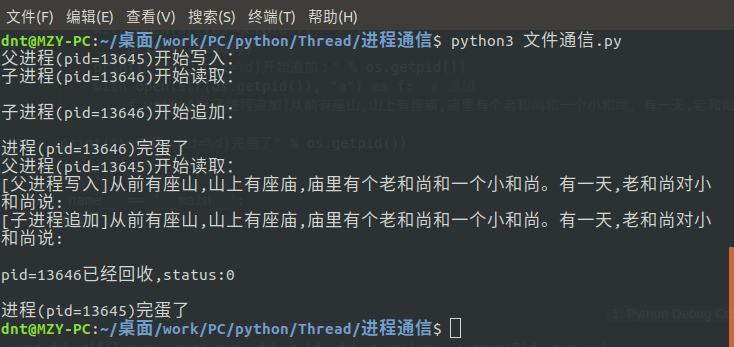 文件(F) 编辑(E) 查看(V) 搜索(S) 终端(T) 帮助(H)
dnt@MZY-PC:~/桌面/work/PC/python/Thread/进程通信$ python3 文件通信.py
父进程(pid=13645)开始写入:
子进程(pid=13646)开始读取:
子进程(pid=13646)开始追加:
进程(pid=13646)完蛋了
父进程(pid=13645)开始读取:
[父进程写入]从前有座山,山上有座庙,庙里有个老和尚和一个小和尚。有一天,老和尚对小
和尚说:
[子进程追加]从前有座山,山上有座庙,庙里有个老和尚和一个小和尚。有一天,老和尚对小
和尚说:
pid=13646已经回收,status:0
进程(pid=13645)完蛋了
dnt@MZY-PC:~/桌面/work/PC/python/Thread/进程通信$